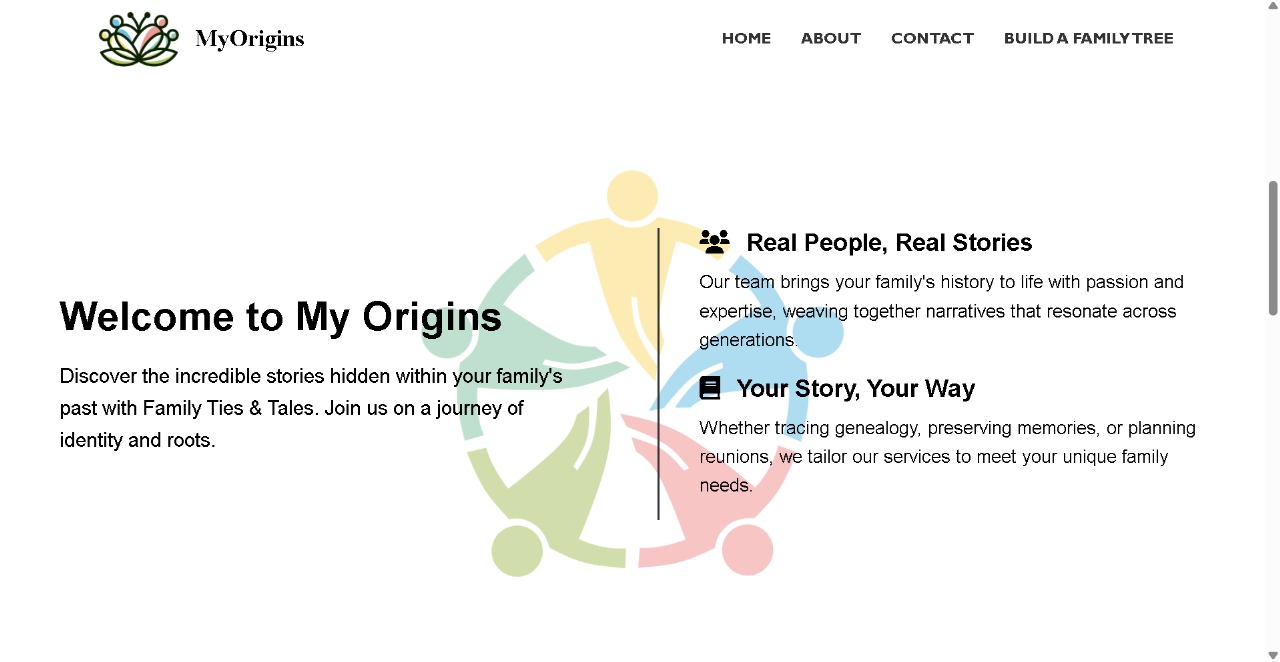 MyOrigins
HOME ABOUT CONTACT BUILD A FAMILY TREE
Welcome to My Origins
Discover the incredible stories hidden within your family's
past with Family Ties & Tales. Join us on a journey of
identity and roots.
Real People, Real Stories
Our team brings your family's history to life with passion and
expertise, weaving together narratives that resonate across
generations.
Your Story, Your Way
Whether tracing genealogy, preserving memories, or planning
reunions, we tailor our services to meet your unique family
needs.